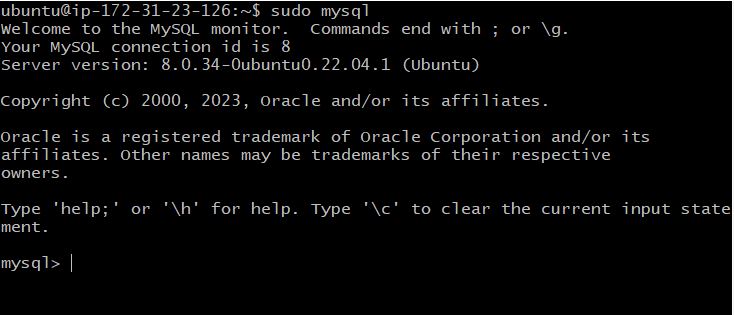 ubuntu@ip-172-31-23-126:~$ sudo mysql
Welcome to the MySQL monitor.  Commands end with ; or \g.
Your MySQL connection id is 8
Server version: 8.0.34-0ubuntu0.22.04.1 (Ubuntu)
Copyright (c) 2000, 2023, Oracle and/or its affiliates.
Oracle is a registered trademark of Oracle Corporation and/or its
affiliates. Other names may be trademarks of their respective
owners.
Type 'help;' or '\h' for help. Type '\c' to clear the current input state
ment.
mysql>